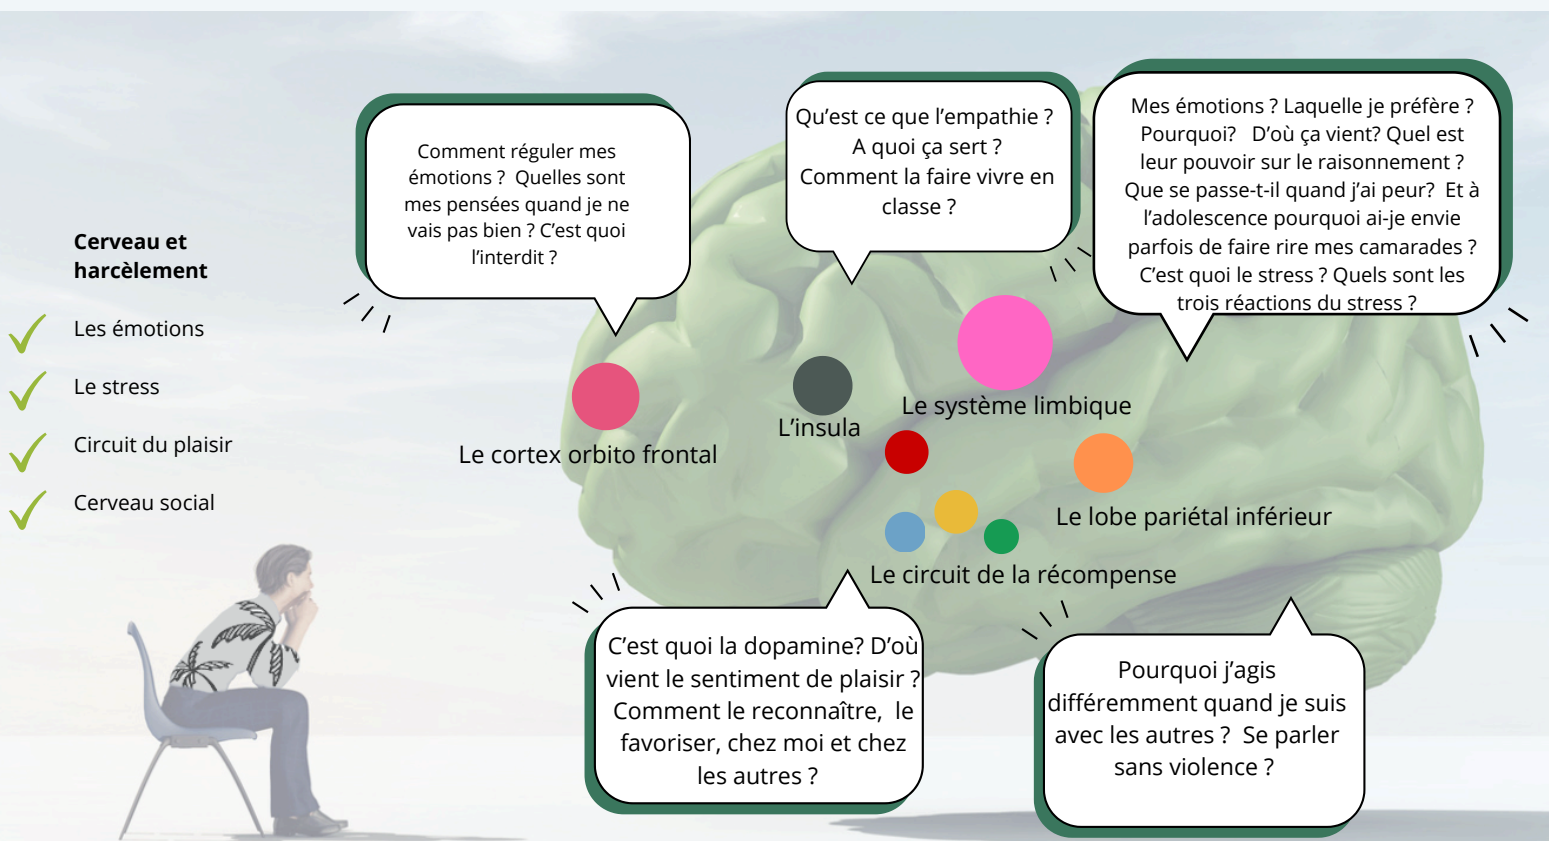 Cerveau et
harcèlement
Les émotions
Le stress
Circuit du plaisir
Cerveau social
Comment réguler mes
émotions ? Quelles sont
mes pensées quand je ne
vais pas bien ? C'est quoi
l'interdit ?
Qu'est ce que l'empathie ?
A quoi ça sert ?
Comment la faire vivre en
classe ?
Mes émotions ? Laquelle je préfère ?
Pourquoi? D'où ça vient? Quel est
leur pouvoir sur le raisonnement ?
Que se passe-t-il quand j'ai peur? Et à
l'adolescence pourquoi ai-je envie
parfois de faire rire mes camarades ?
C'est quoi le stress ? Quels sont les
trois réactions du stress ?
Le cortex orbito frontal
L'insula
Le système limbique
Le lobe pariétal inférieur
Le circuit de la récompense
C'est quoi la dopamine? D'où
vient le sentiment de plaisir ?
Comment le reconnaître, le
favoriser, chez moi et chez
les autres ?
Pourquoi j'agis
différemment quand je suis
avec les autres ? Se parler
sans violence ?